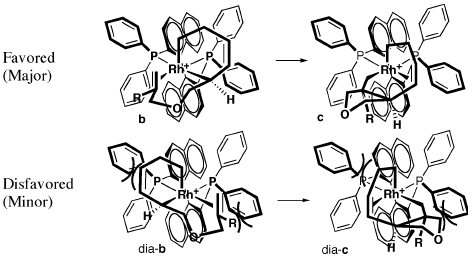 Favored
(Major)
P
P
Rh+
R
H
O
b
P
P
Rh+
O
R
H
c
Disfavored
(Minor)
P
P
Rh+
H
R
O
dia-b
P
P
Rh+
R
O
H
dia-c